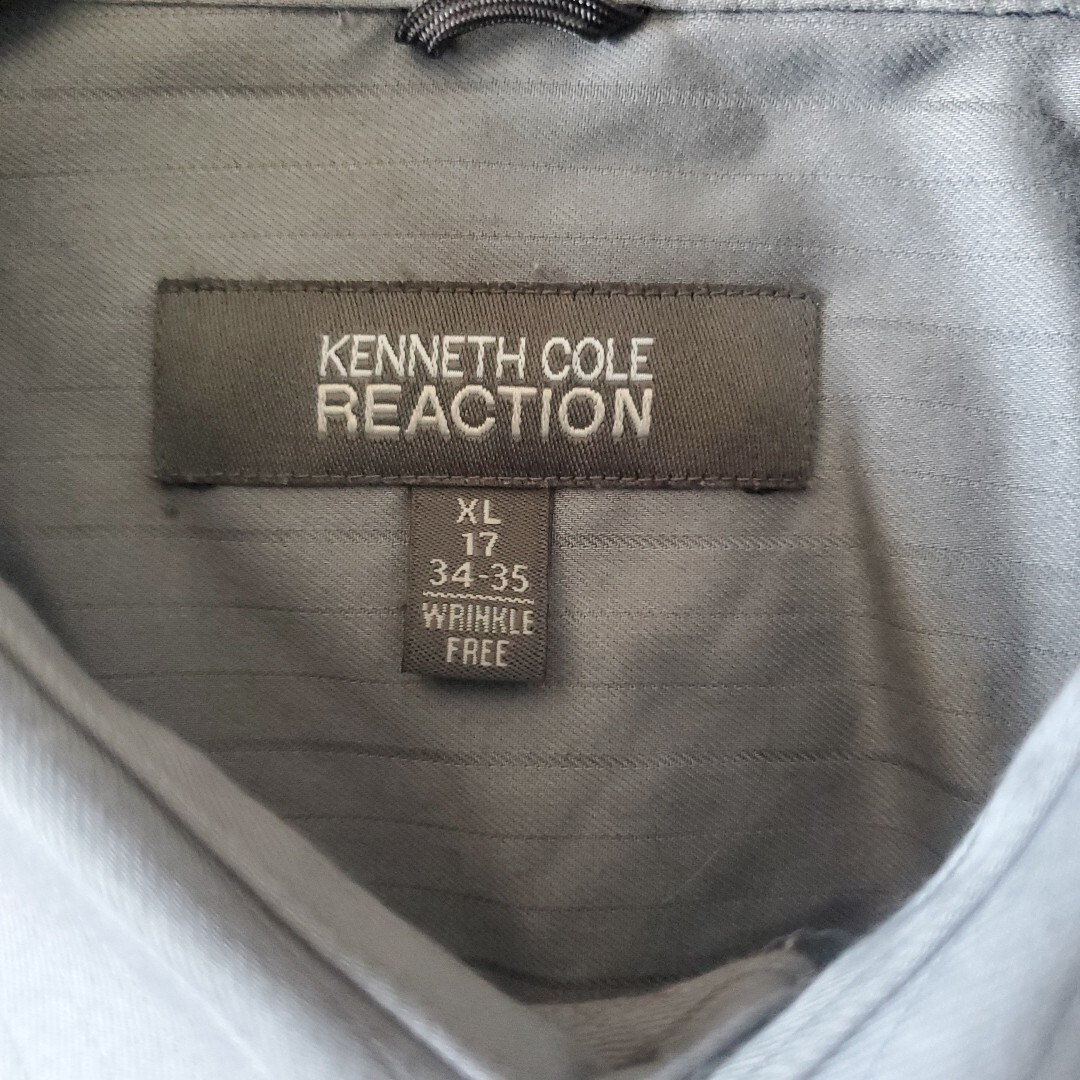 KENNETH COLE
REACTION
XL
17
34-35
WRINKLE
FREE